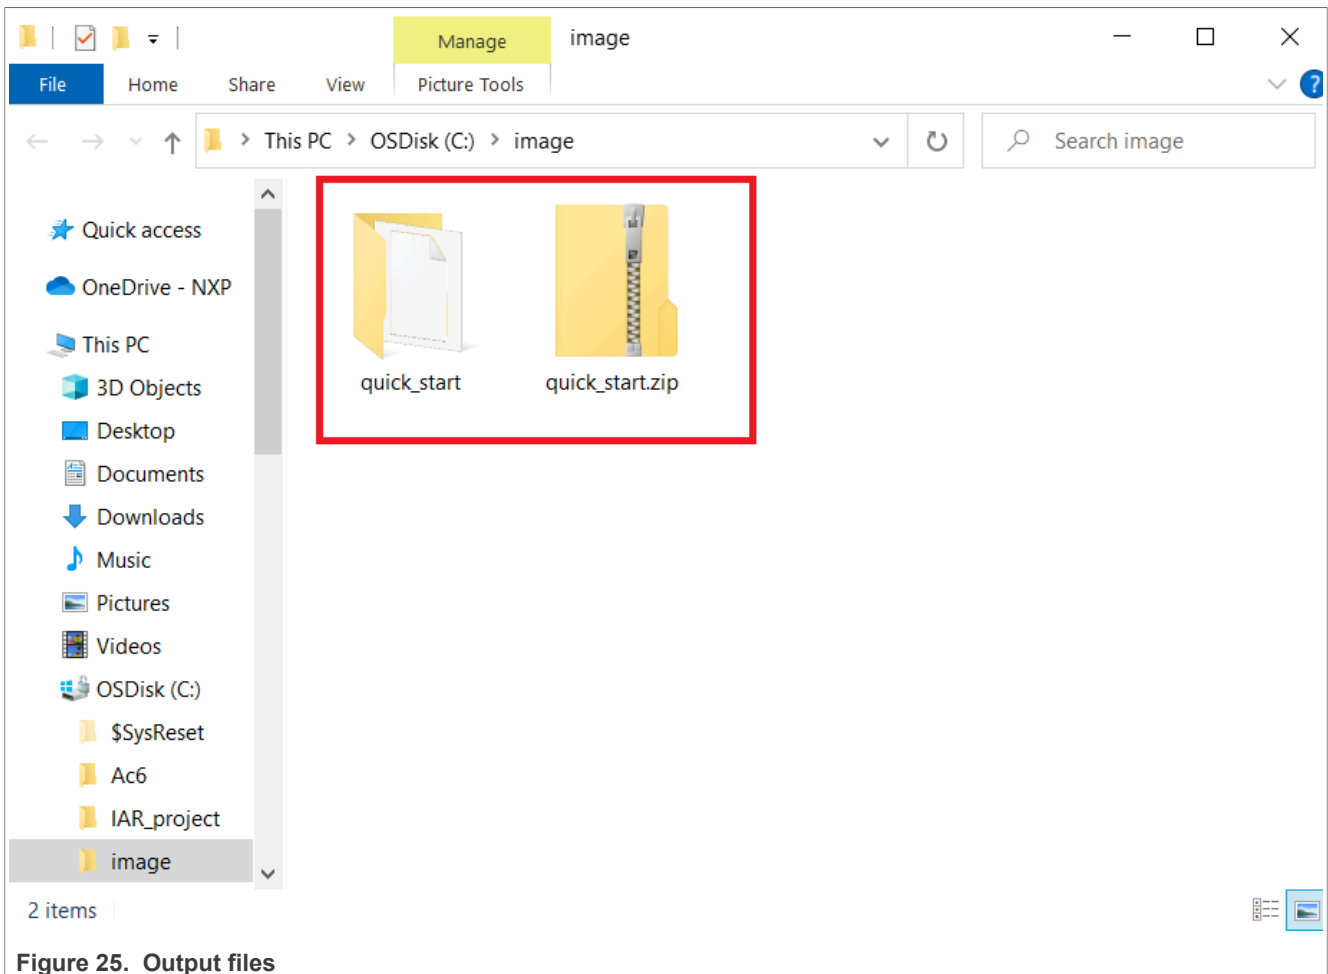 Manage image
File Home Share View Picture Tools
This PC > OSDisk (C:) > image
Search image
Quick access
OneDrive - NXP
This PC
3D Objects
Desktop
Documents
Downloads
Music
Pictures
Videos
OSDisk (C:)
$SysReset
Ac6
IAR_project
image
quick_start quick_start.zip
2 items
Figure 25. Output files